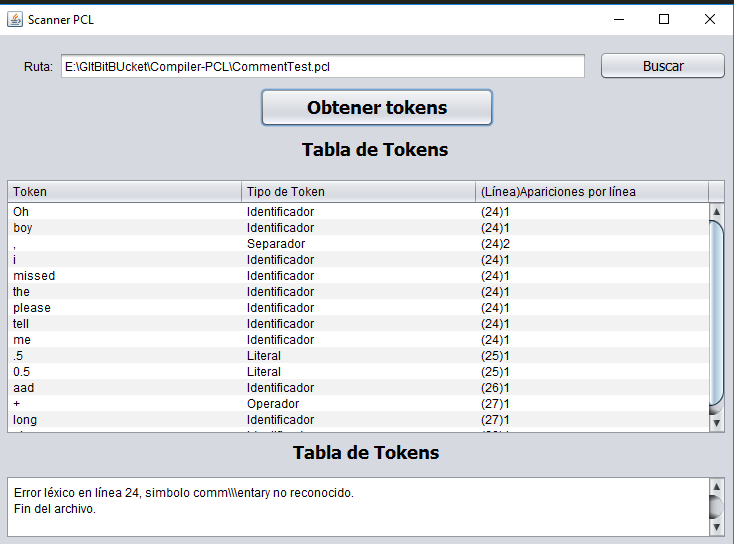 Scanner PCL
Ruta: E:\GItBitBUcket\Compiler-PCL\CommentTest.pcl Buscar
Obtener tokens
Tabla de Tokens
Token Tipo de Token (Línea)Apariciones por línea
Oh Identificador (24)1
boy Identificador (24)1
, Separador (24)2
i Identificador (24)1
missed Identificador (24)1
the Identificador (24)1
please Identificador (24)1
tell Identificador (24)1
me Identificador (24)1
.5 Literal (25)1
0.5 Literal (25)1
aad Identificador (26)1
+ Operador (27)1
long Identificador (27)1
Tabla de Tokens
Error léxico en línea 24, simbolo comm\\\entary no reconocido.
Fin del archivo.